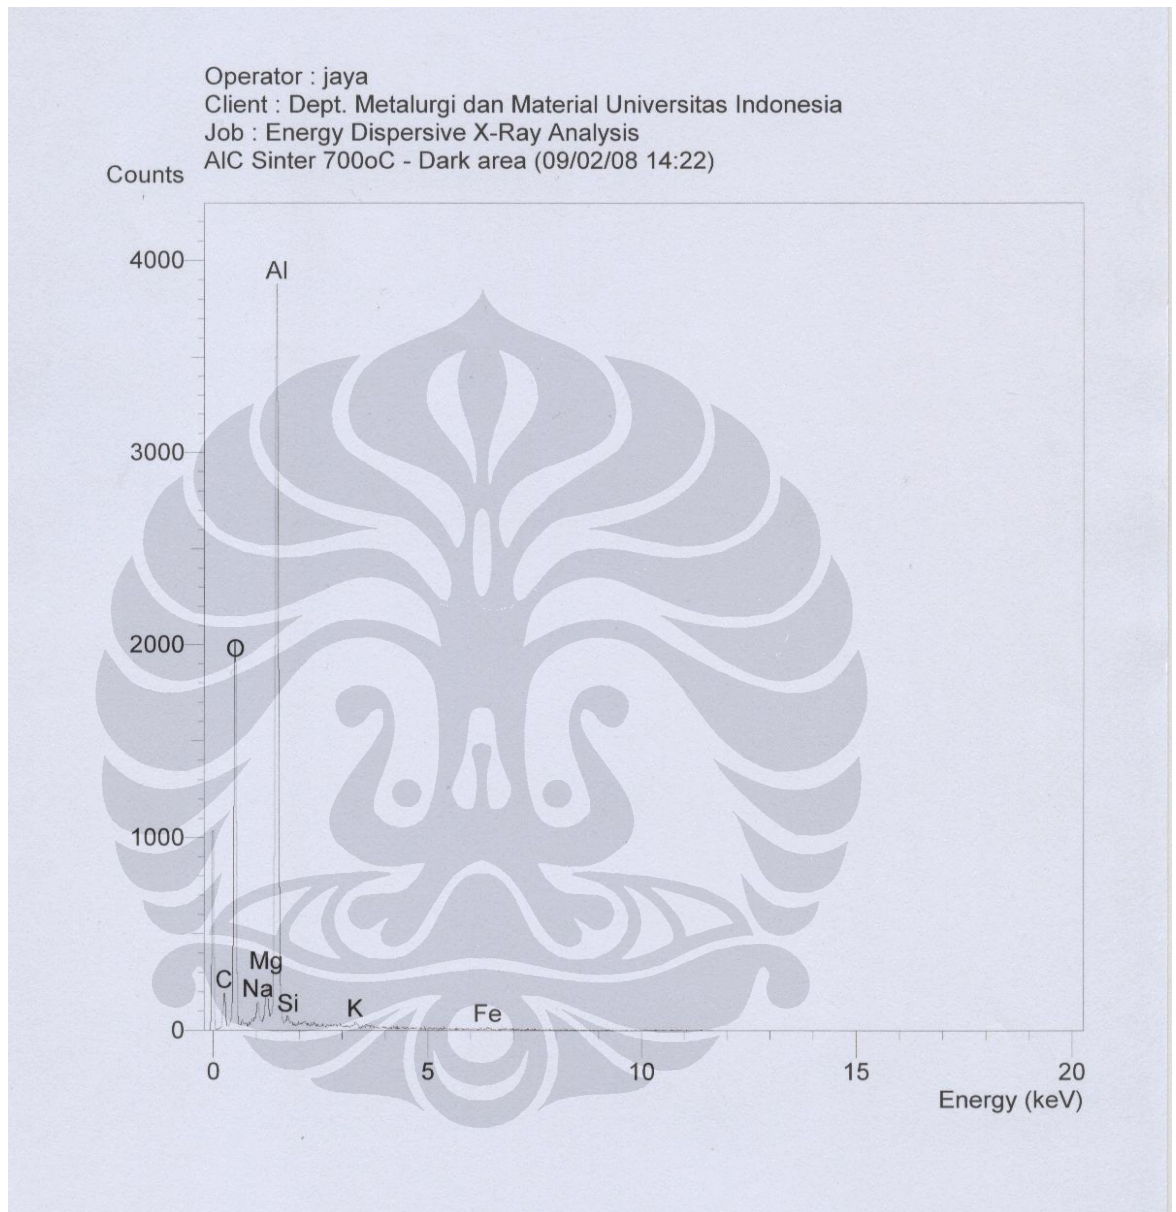 Operator : jaya
Client : Dept. Metalurgi dan Material Universitas Indonesia
Job : Energy Dispersive X-Ray Analysis
AlC Sinter 700oC - Dark area (09/02/08 14:22)
Counts
4000
Al
3000
2000
O
1000
Mg
C
Na
Si
K
Fe
0
0 5 10 15 20
Energy (keV)